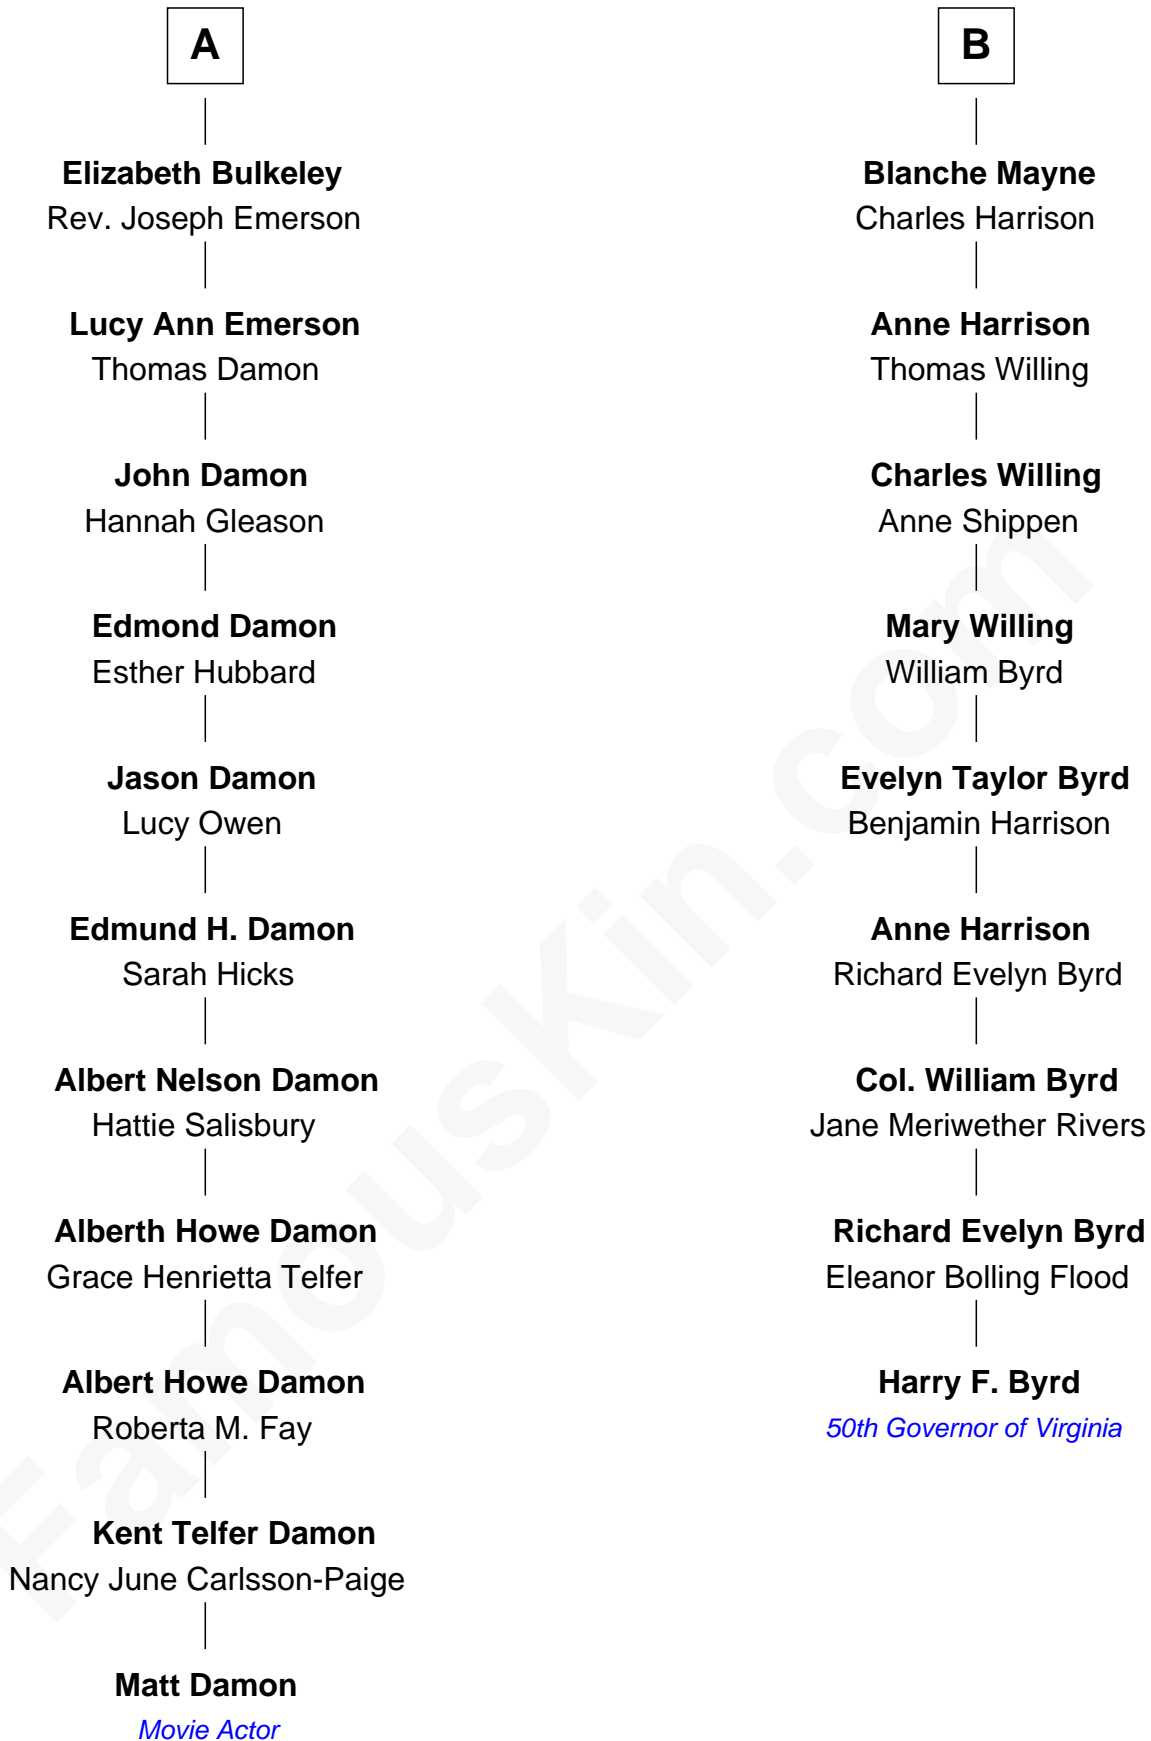 A
Elizabeth Bulkeley
Rev. Joseph Emerson
Lucy Ann Emerson
Thomas Damon
John Damon
Hannah Gleason
Edmond Damon
Esther Hubbard
Jason Damon
Lucy Owen
Edmund H. Damon
Sarah Hicks
Albert Nelson Damon
Hattie Salisbury
Alberth Howe Damon
Grace Henrietta Telfer
Albert Howe Damon
Roberta M. Fay
Kent Telfer Damon
Nancy June Carlsson-Paige
Matt Damon
Movie Actor
B
Blanche Mayne
Charles Harrison
Anne Harrison
Thomas Willing
Charles Willing
Anne Shippen
Mary Willing
William Byrd
Evelyn Taylor Byrd
Benjamin Harrison
Anne Harrison
Richard Evelyn Byrd
Col. William Byrd
Jane Meriwether Rivers
Richard Evelyn Byrd
Eleanor Bolling Flood
Harry F. Byrd
50th Governor of Virginia
FamousKin.com